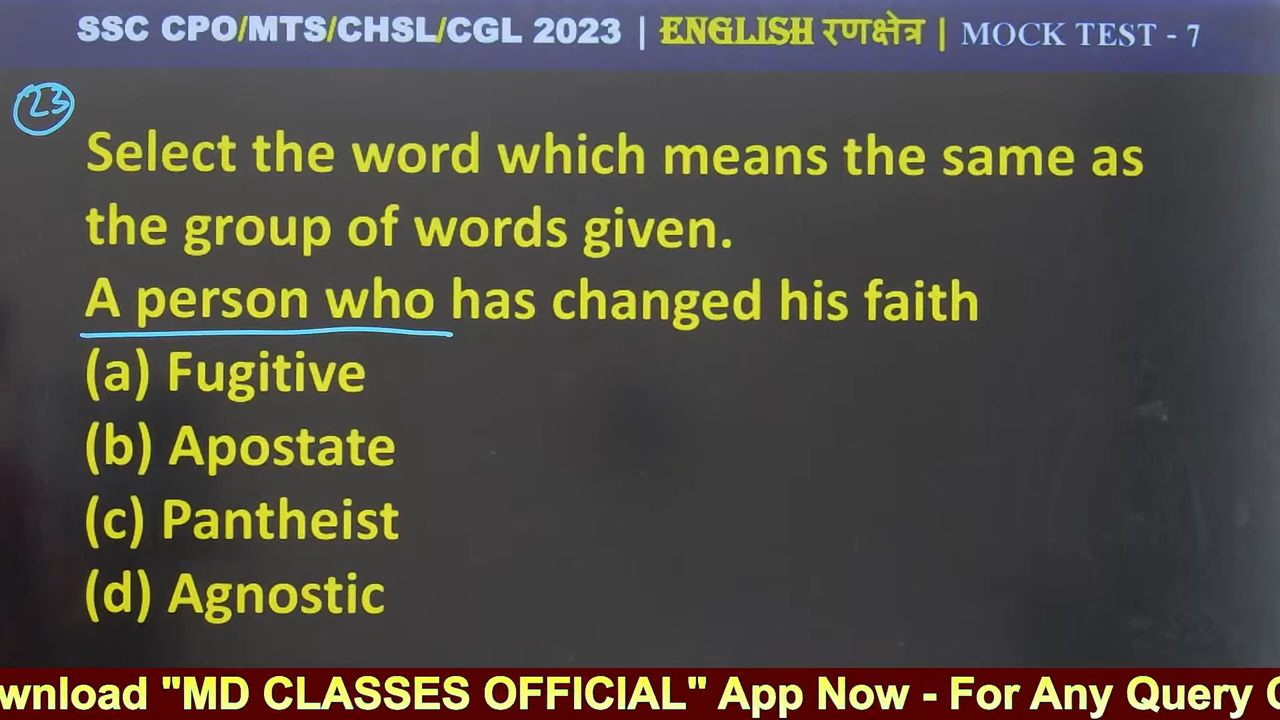 SSC CPO/MTS/CHSL/CGL 2023 | ENGLISH रणक्षेत्र | MOCK TEST - 7
23
Select the word which means the same as
the group of words given.
A person who has changed his faith
(a) Fugitive
(b) Apostate
(c) Pantheist
(d) Agnostic
wnload "MD CLASSES OFFICIAL" App Now - For Any Query